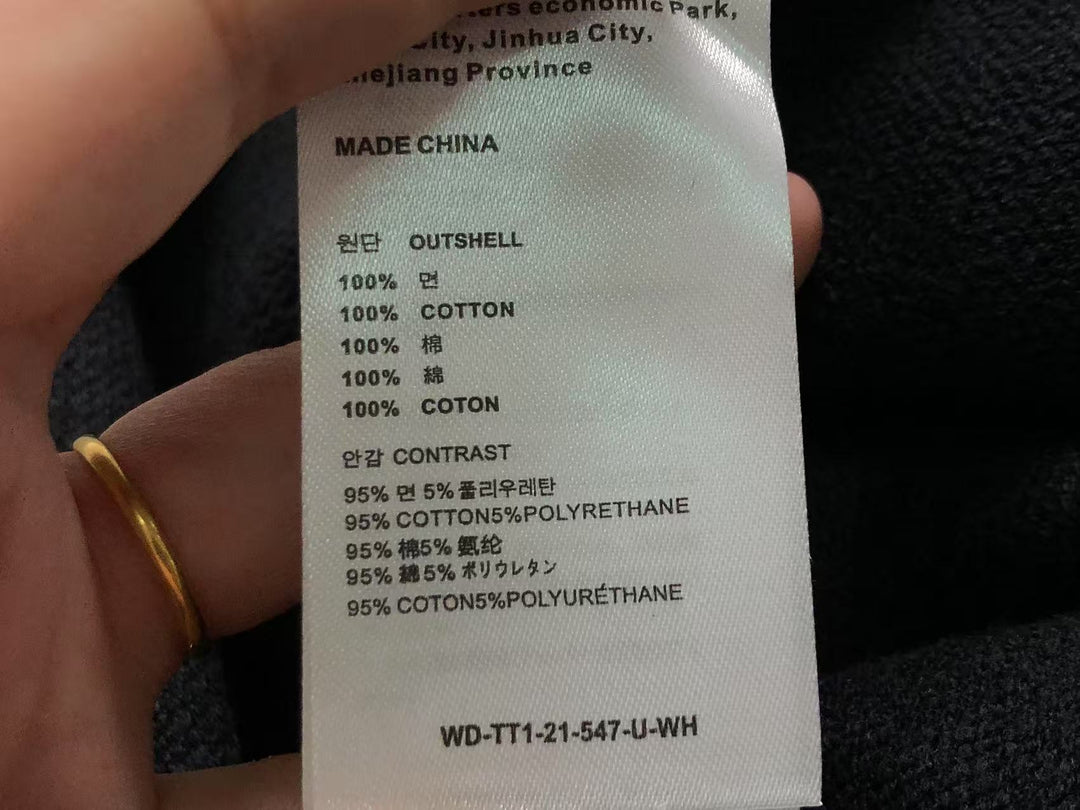 economic Park,
City, Jinhua City,
Province
MADE CHINA
원단 OUTSHELL
100% 면
100% COTTON
100% 棉
100% 綿
100% COTON
안감 CONTRAST
95% 면 5% 폴리우레탄
95% COTTON5%POLYRETHANE
95% 棉5% 氨纶
95% 綿5% ポリウレタン
95% COTON5%POLYURÉTHANE
WD-TT1-21-547-U-WH